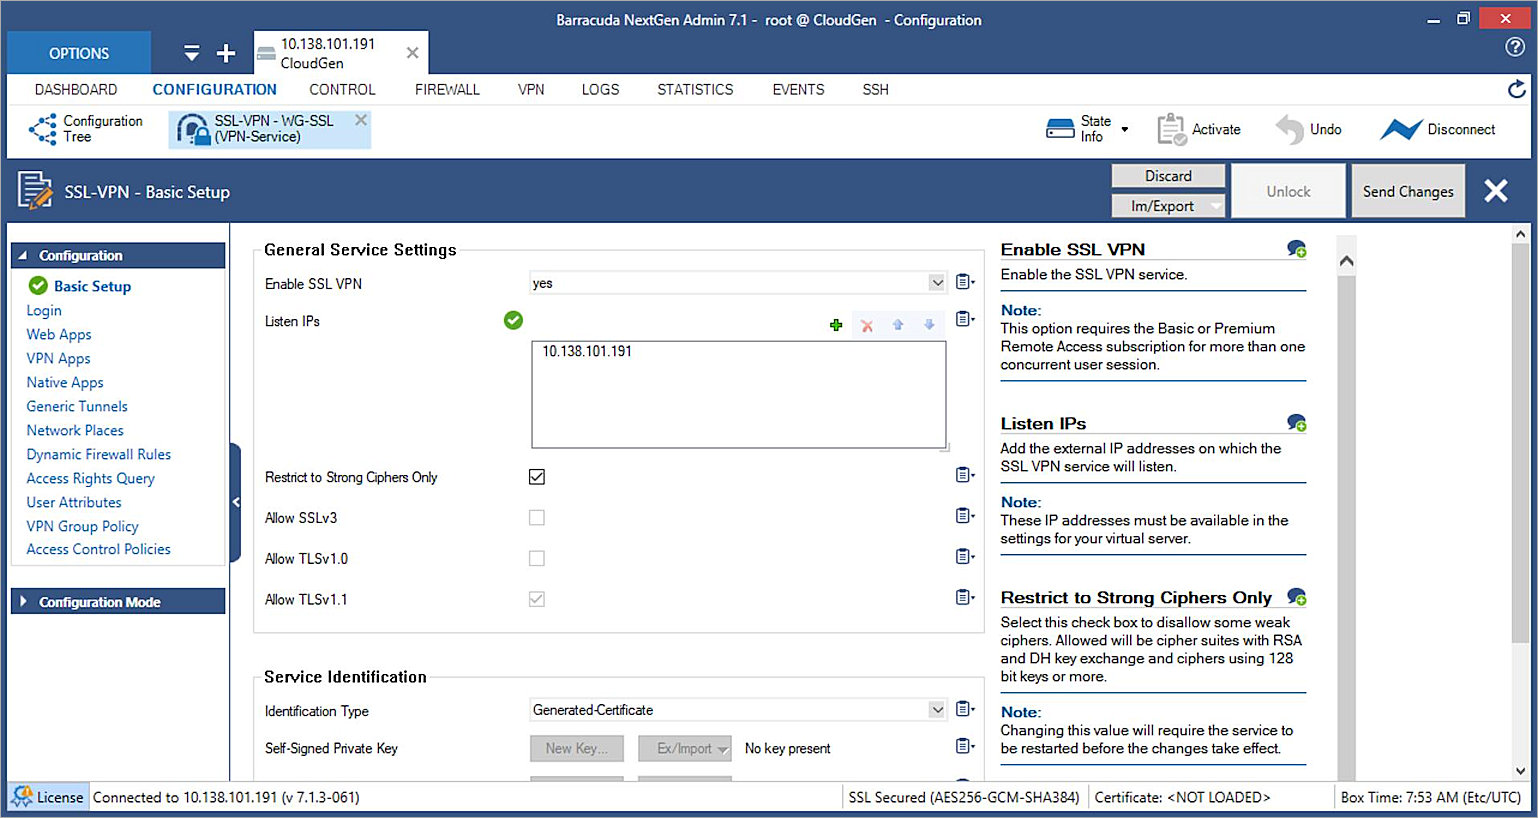 Barracuda NextGen Admin 7.1 - root @ CloudGen - Configuration
OPTIONS
10.138.101.191
CloudGen
DASHBOARD CONFIGURATION CONTROL FIREWALL VPN LOGS STATISTICS EVENTS SSH
Configuration
Tree
SSL-VPN - WG-SSL
(VPN-Service)
State
Info
Activate
Undo
Disconnect
SSL-VPN - Basic Setup
Discard
Im/Export
Unlock
Send Changes
Configuration
Basic Setup
Login
Web Apps
VPN Apps
Native Apps
Generic Tunnels
Network Places
Dynamic Firewall Rules
Access Rights Query
User Attributes
VPN Group Policy
Access Control Policies
Configuration Mode
General Service Settings
Enable SSL VPN yes
Listen IPs
10.138.101.191
Restrict to Strong Ciphers Only
Allow SSLv3
Allow TLSv1.0
Allow TLSv1.1
Service Identification
Identification Type Generated-Certificate
Self-Signed Private Key New Key... Ex/Import No key present
Enable SSL VPN
Enable the SSL VPN service.
Note:
This option requires the Basic or Premium
Remote Access subscription for more than one
concurrent user session.
Listen IPs
Add the external IP addresses on which the
SSL VPN service will listen.
Note:
These IP addresses must be available in the
settings for your virtual server.
Restrict to Strong Ciphers Only
Select this check box to disallow some weak
ciphers. Allowed will be cipher suites with RSA
and DH key exchange and ciphers using 128
bit keys or more.
Note:
Changing this value will require the service to
be restarted before the changes take effect.
License Connected to 10.138.101.191 (v 7.1.3-061) SSL Secured (AES256-GCM-SHA384) Certificate: <NOT LOADED> Box Time: 7:53 AM (Etc/UTC)